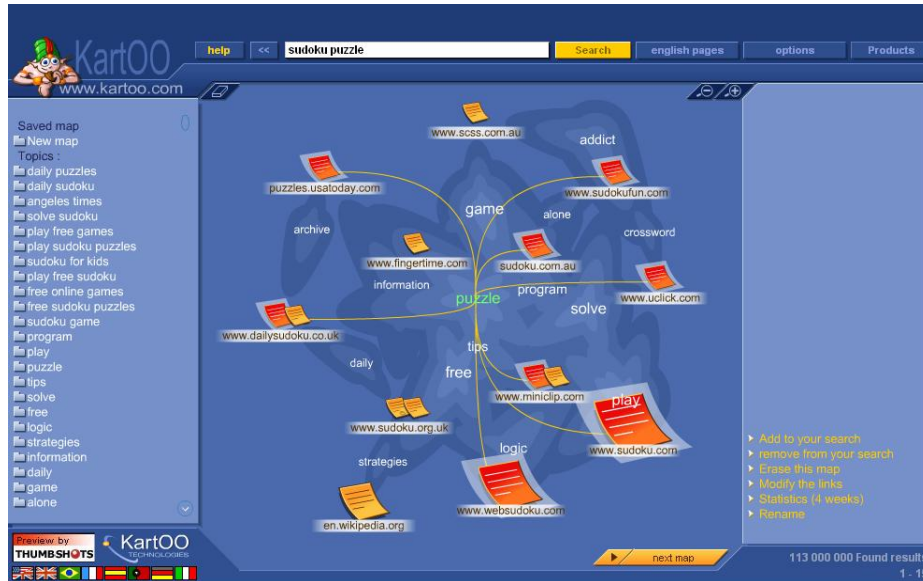 KartOO
www.kartoo.com
help
<<
sudoku puzzle
Search
english pages
options
Products
Saved map
New map
Topics :
daily puzzles
daily sudoku
angeles times
solve sudoku
play free games
play sudoku puzzles
sudoku for kids
play free sudoku
free online games
free sudoku puzzles
sudoku game
program
play
puzzle
tips
solve
free
logic
strategies
information
daily
game
alone
www.scss.com.au
addict
puzzles.usatoday.com
www.sudokufun.com
game
alone
archive
crossword
www.fingertime.com
sudoku.com.au
information
program
puzzle
www.uclick.com
solve
www.dailysudoku.co.uk
tips
daily
free
www.miniclip.com
play
www.sudoku.org.uk
www.sudoku.com
logic
strategies
www.websudoku.com
en.wikipedia.org
Add to your search
remove from your search
Erase this map
Modify the links
Statistics (4 weeks)
Rename
Preview by
THUMBSHOTS
KartOO
TECHNOLOGIES
next map
113 000 000 Found result